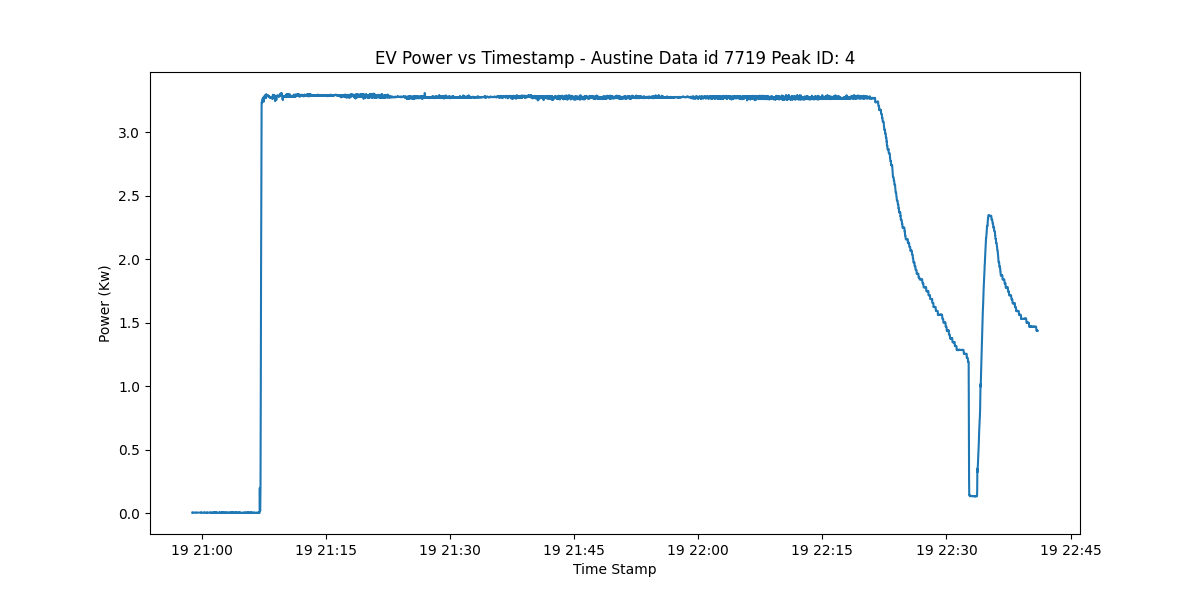 EV Power vs Timestamp - Austine Data id 7719 Peak ID: 4
Power (Kw)
3.0
2.5
2.0
1.5
1.0
0.5
0.0
19 21:00 19 21:15 19 21:30 19 21:45 19 22:00 19 22:15 19 22:30 19 22:45
Time Stamp